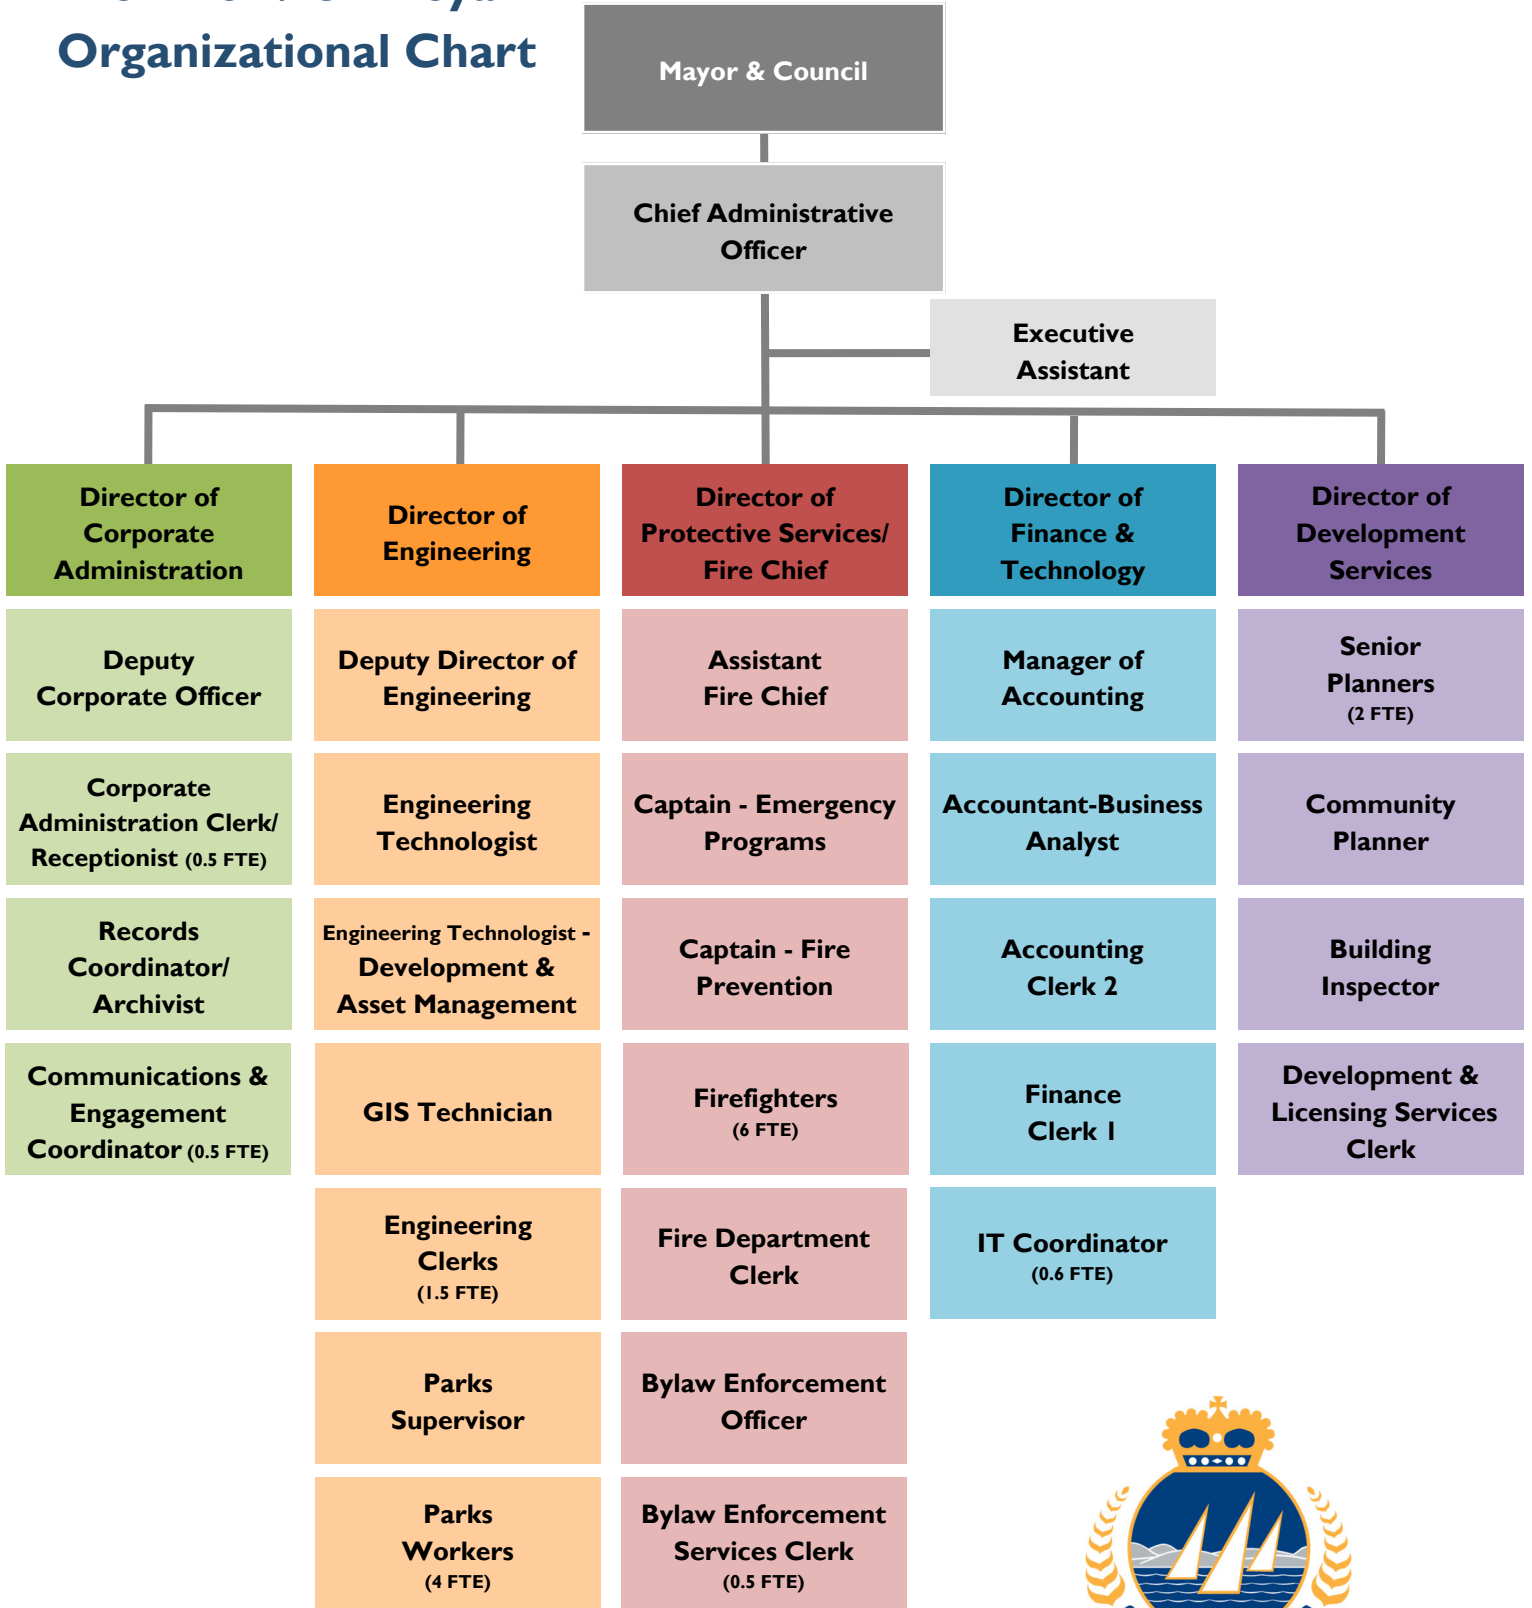 Organizational Chart
Mayor & Council
Chief Administrative
Officer
Executive
Assistant
Director of
Corporate
Administration
Deputy
Corporate Officer
Corporate
Administration Clerk/
Receptionist (0.5 FTE)
Records
Coordinator/
Archivist
Communications &
Engagement
Coordinator (0.5 FTE)
Director of
Engineering
Deputy Director of
Engineering
Engineering
Technologist
Engineering Technologist -
Development &
Asset Management
GIS Technician
Engineering
Clerks
(1.5 FTE)
Parks
Supervisor
Parks
Workers
(4 FTE)
Director of
Protective Services/
Fire Chief
Assistant
Fire Chief
Captain - Emergency
Programs
Captain - Fire
Prevention
Firefighters
(6 FTE)
Fire Department
Clerk
Bylaw Enforcement
Officer
Bylaw Enforcement
Services Clerk
(0.5 FTE)
Director of
Finance &
Technology
Manager of
Accounting
Accountant-Business
Analyst
Accounting
Clerk 2
Finance
Clerk 1
IT Coordinator
(0.6 FTE)
Director of
Development
Services
Senior
Planners
(2 FTE)
Community
Planner
Building
Inspector
Development &
Licensing Services
Clerk